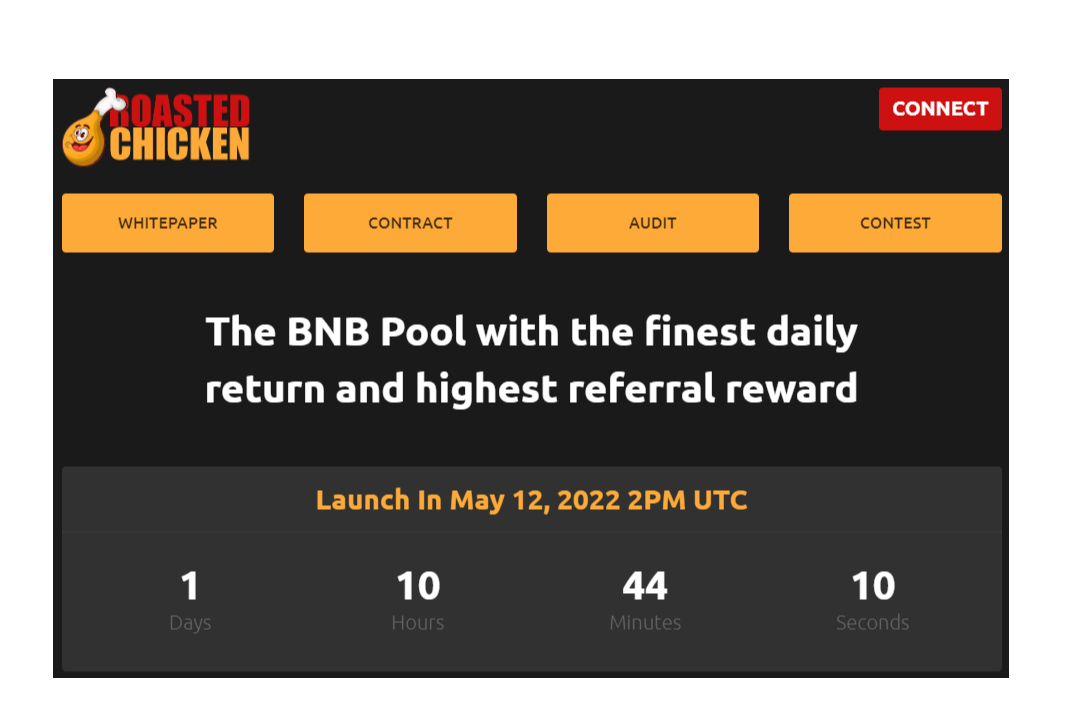 ROASTED
CHICKEN
CONNECT
WHITEPAPER
CONTRACT
AUDIT
CONTEST
The BNB Pool with the finest daily
return and highest referral reward
Launch In May 12, 2022 2PM UTC
1
Days
10
Hours
44
Minutes
10
Seconds